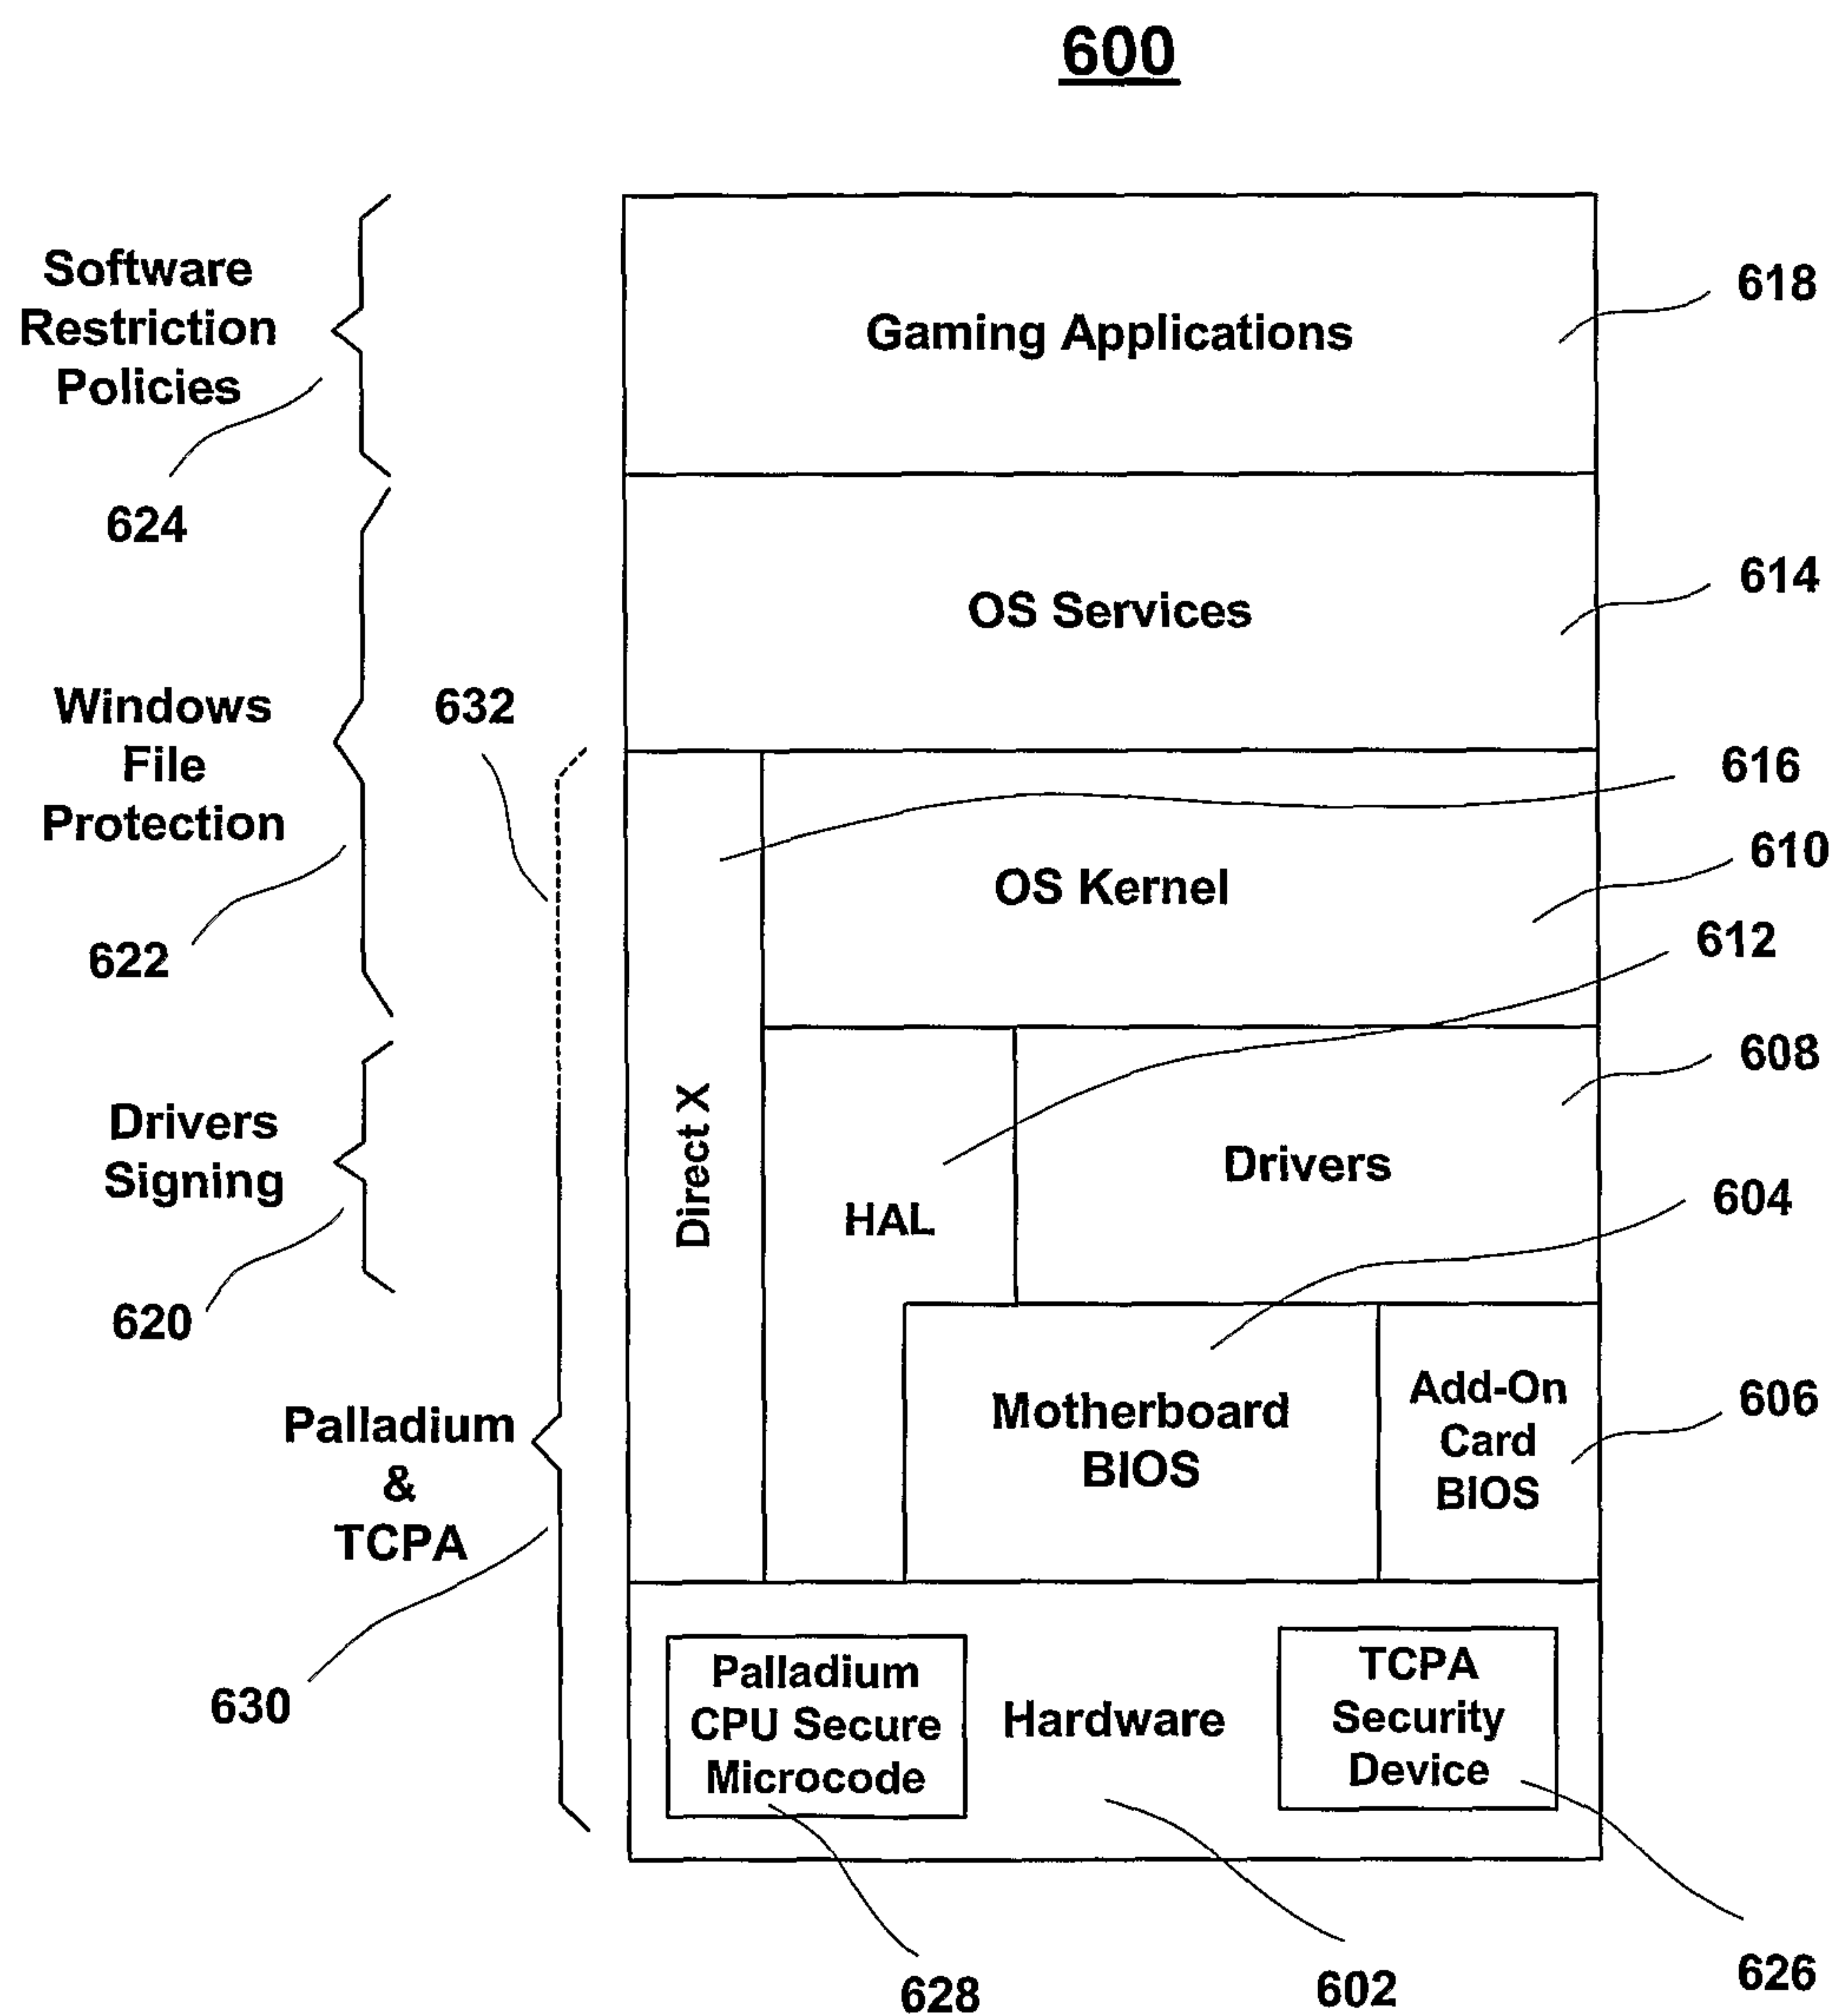 600
Software
Restriction
Policies
624
Gaming Applications
618
OS Services
614
Windows
File
Protection
622
632
616
OS Kernel
610
612
Drivers
Signing
620
Direct X
HAL
Drivers
608
604
Palladium
&
TCPA
630
Motherboard
BIOS
Add-On
Card
BIOS
606
Palladium
CPU Secure
Microcode
Hardware
TCPA
Security
Device
628
602
626